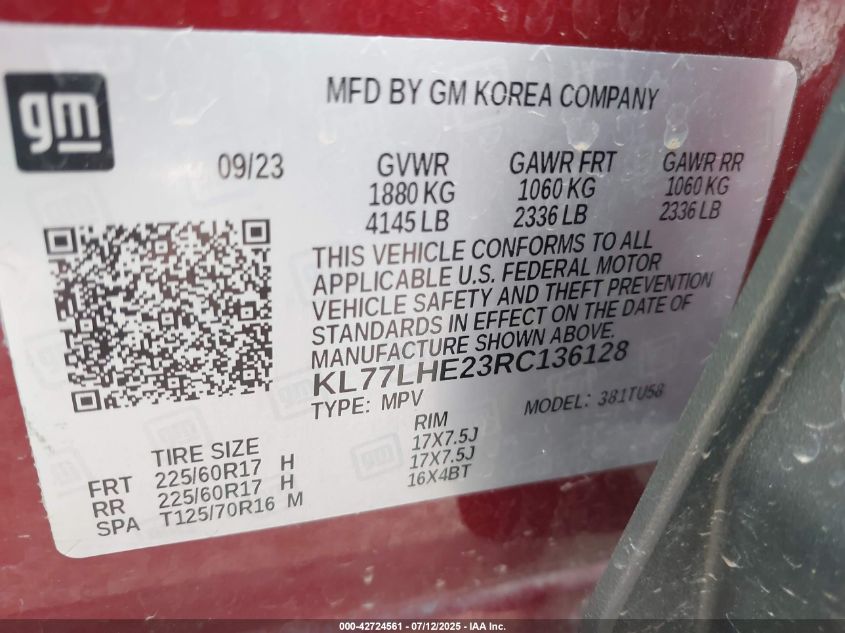 gm
MFD BY GM KOREA COMPANY
09/23 GVWR GAWR FRT GAWR RR
1880 KG 1060 KG 1060 KG
4145 LB 2336 LB 2336 LB
THIS VEHICLE CONFORMS TO ALL
APPLICABLE U.S. FEDERAL MOTOR
VEHICLE SAFETY AND THEFT PREVENTION
STANDARDS IN EFFECT ON THE DATE OF
MANUFACTURE SHOWN ABOVE.
KL77LHE23RC136128
TYPE: MPV MODEL: 381TU58
TIRE SIZE RIM
FRT 225/60R17 H 17X7.5J
RR 225/60R17 H 17X7.5J
SPA T125/70R16 M 16X4BT
000-42724561 / 07/12/2025 - IAA Inc.